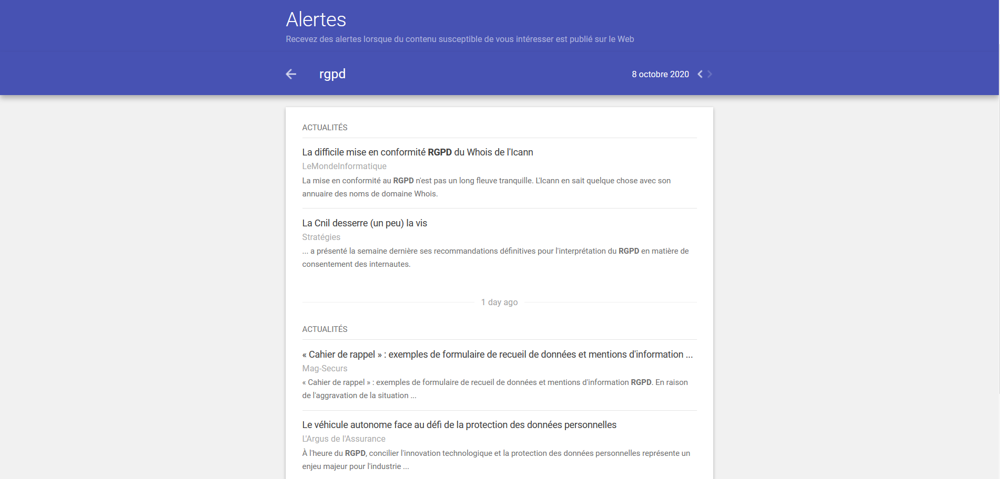 Alertes
Recevez des alertes lorsque du contenu susceptible de vous intéresser est publié sur le Web
rgpd
8 octobre 2020
ACTUALITÉS
La difficile mise en conformité RGPD du Whois de l'Icann
LeMondeInformatique
La mise en conformité au RGPD n'est pas un long fleuve tranquille. L'Icann en sait quelque chose avec son
annuaire des noms de domaine Whois.
La Cnil desserre (un peu) la vis
Stratégies
... a présenté la semaine dernière ses recommandations définitives pour l'interprétation du RGPD en matière de
consentement des internautes.
1 day ago
ACTUALITÉS
« Cahier de rappel » : exemples de formulaire de recueil de données et mentions d'information ...
Mag-Securs
« Cahier de rappel » : exemples de formulaire de recueil de données et mentions d'information RGPD. En raison
de l'aggravation de la situation ...
Le véhicule autonome face au défi de la protection des données personnelles
L'Argus de l'Assurance
À l'heure du RGPD, concilier l'innovation technologique et la protection des données personnelles représente un
enjeu majeur pour l'industrie ...